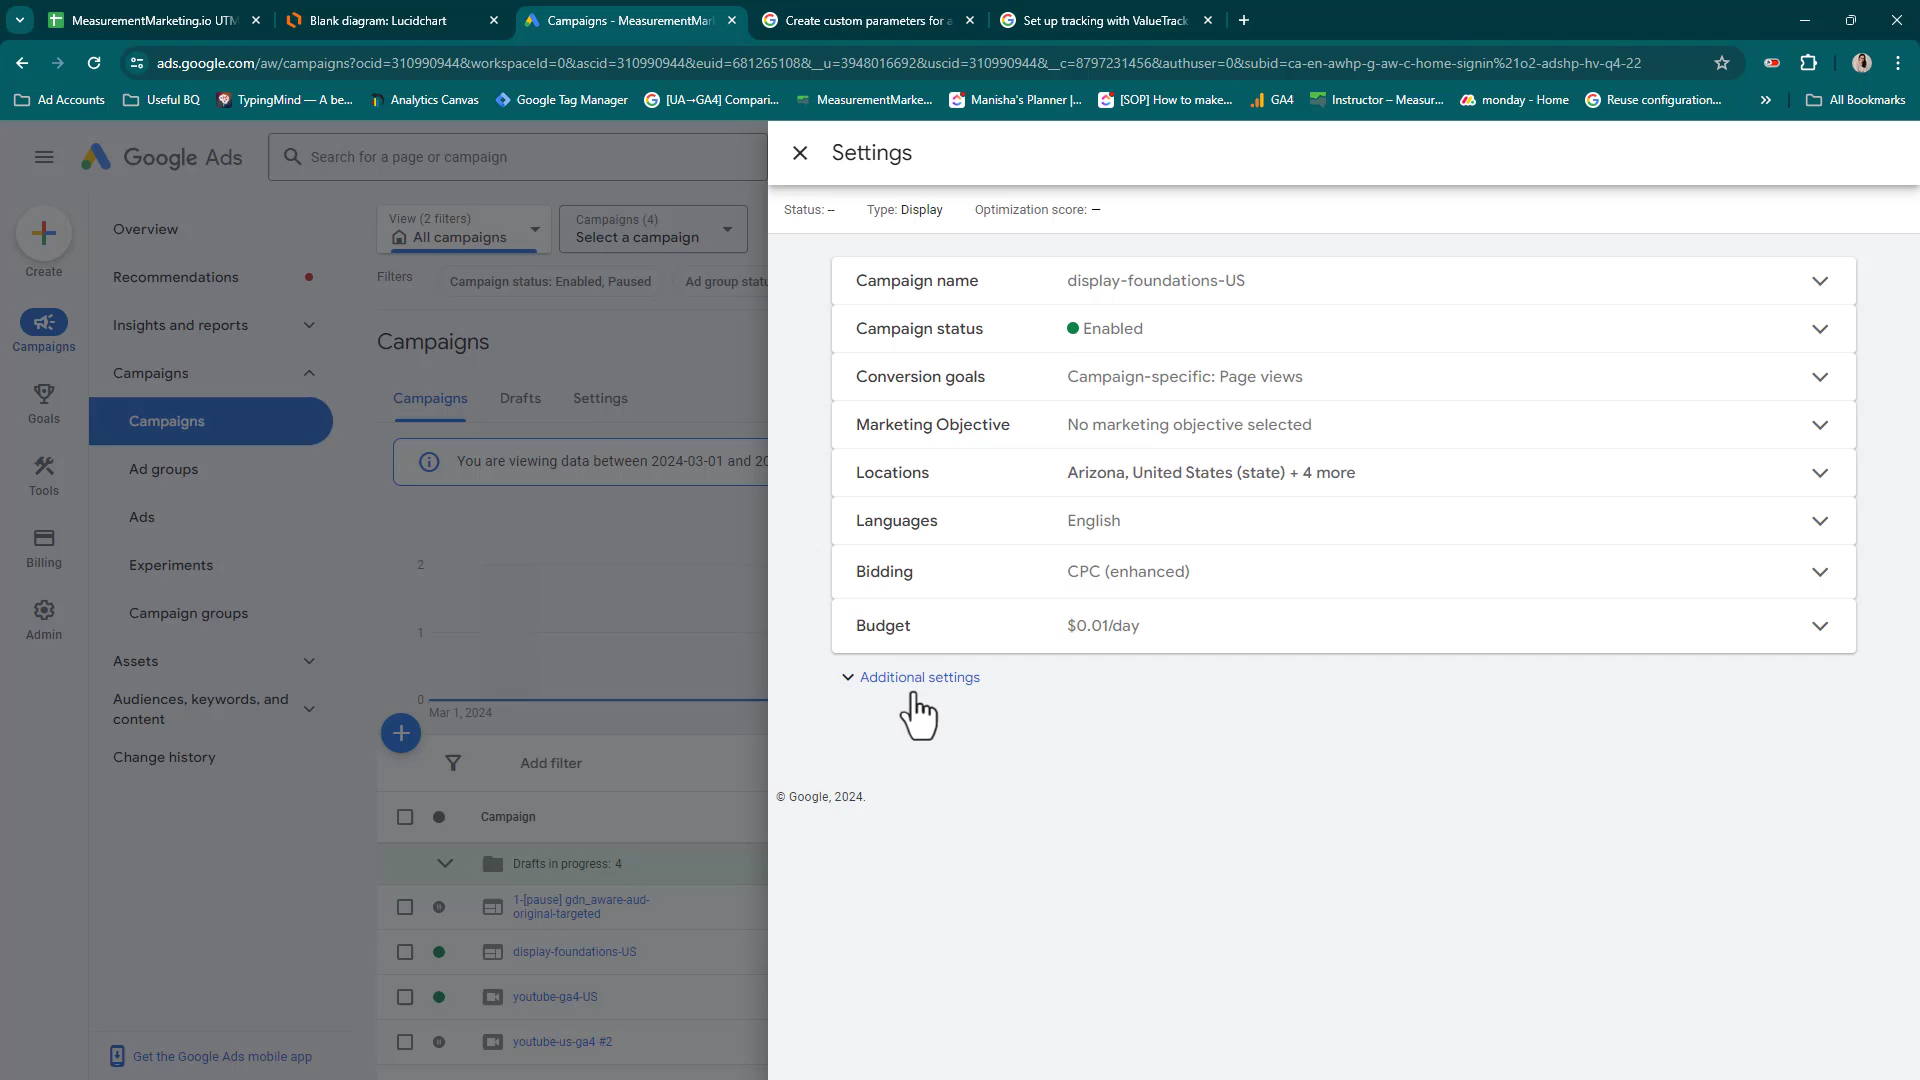 MeasurementMarketing.io UTM
Blank diagram: Lucidchart
Campaigns - MeasurementMar
Create custom parameters for a
Set up tracking with ValueTrack
ads.google.com/aw/campaigns?ocid=310990944&workspaceId=0&ascid=310990944&euid=681265108&__u=3948016692&uscid=310990944&__c=8797231456&authuser=0&subid=ca-en-awhp-g-aw-c-home-signin%21o2-adshp-hv-q4-22
Ad Accounts
Useful BQ
TypingMind — A be...
Analytics Canvas
Google Tag Manager
[UA→GA4] Compari...
MeasurementMarke...
Manisha's Planner |...
[SOP] How to make...
GA4
Instructor – Measur...
monday - Home
Reuse configuration...
All Bookmarks
Google Ads
Search for a page or campaign
Create
Campaigns
Goals
Tools
Billing
Admin
Overview
Recommendations
Insights and reports
Campaigns
Campaigns
Ad groups
Ads
Experiments
Campaign groups
Assets
Audiences, keywords, and
content
Change history
Get the Google Ads mobile app
View (2 filters)
All campaigns
Campaigns (4)
Select a campaign
Filters
Campaign status: Enabled, Paused
Ad group statu
Campaigns
Campaigns
Drafts
Settings
You are viewing data between 2024-03-01 and 20
2
1
0
Mar 1, 2024
Add filter
Campaign
Drafts in progress: 4
1-[pause] gdn_aware-aud-
original-targeted
display-foundations-US
youtube-ga4-US
youtube-us-ga4 #2
Settings
Status: –
Type: Display
Optimization score: –
Campaign name
display-foundations-US
Campaign status
Enabled
Conversion goals
Campaign-specific: Page views
Marketing Objective
No marketing objective selected
Locations
Arizona, United States (state) + 4 more
Languages
English
Bidding
CPC (enhanced)
Budget
$0.01/day
Additional settings
© Google, 2024.